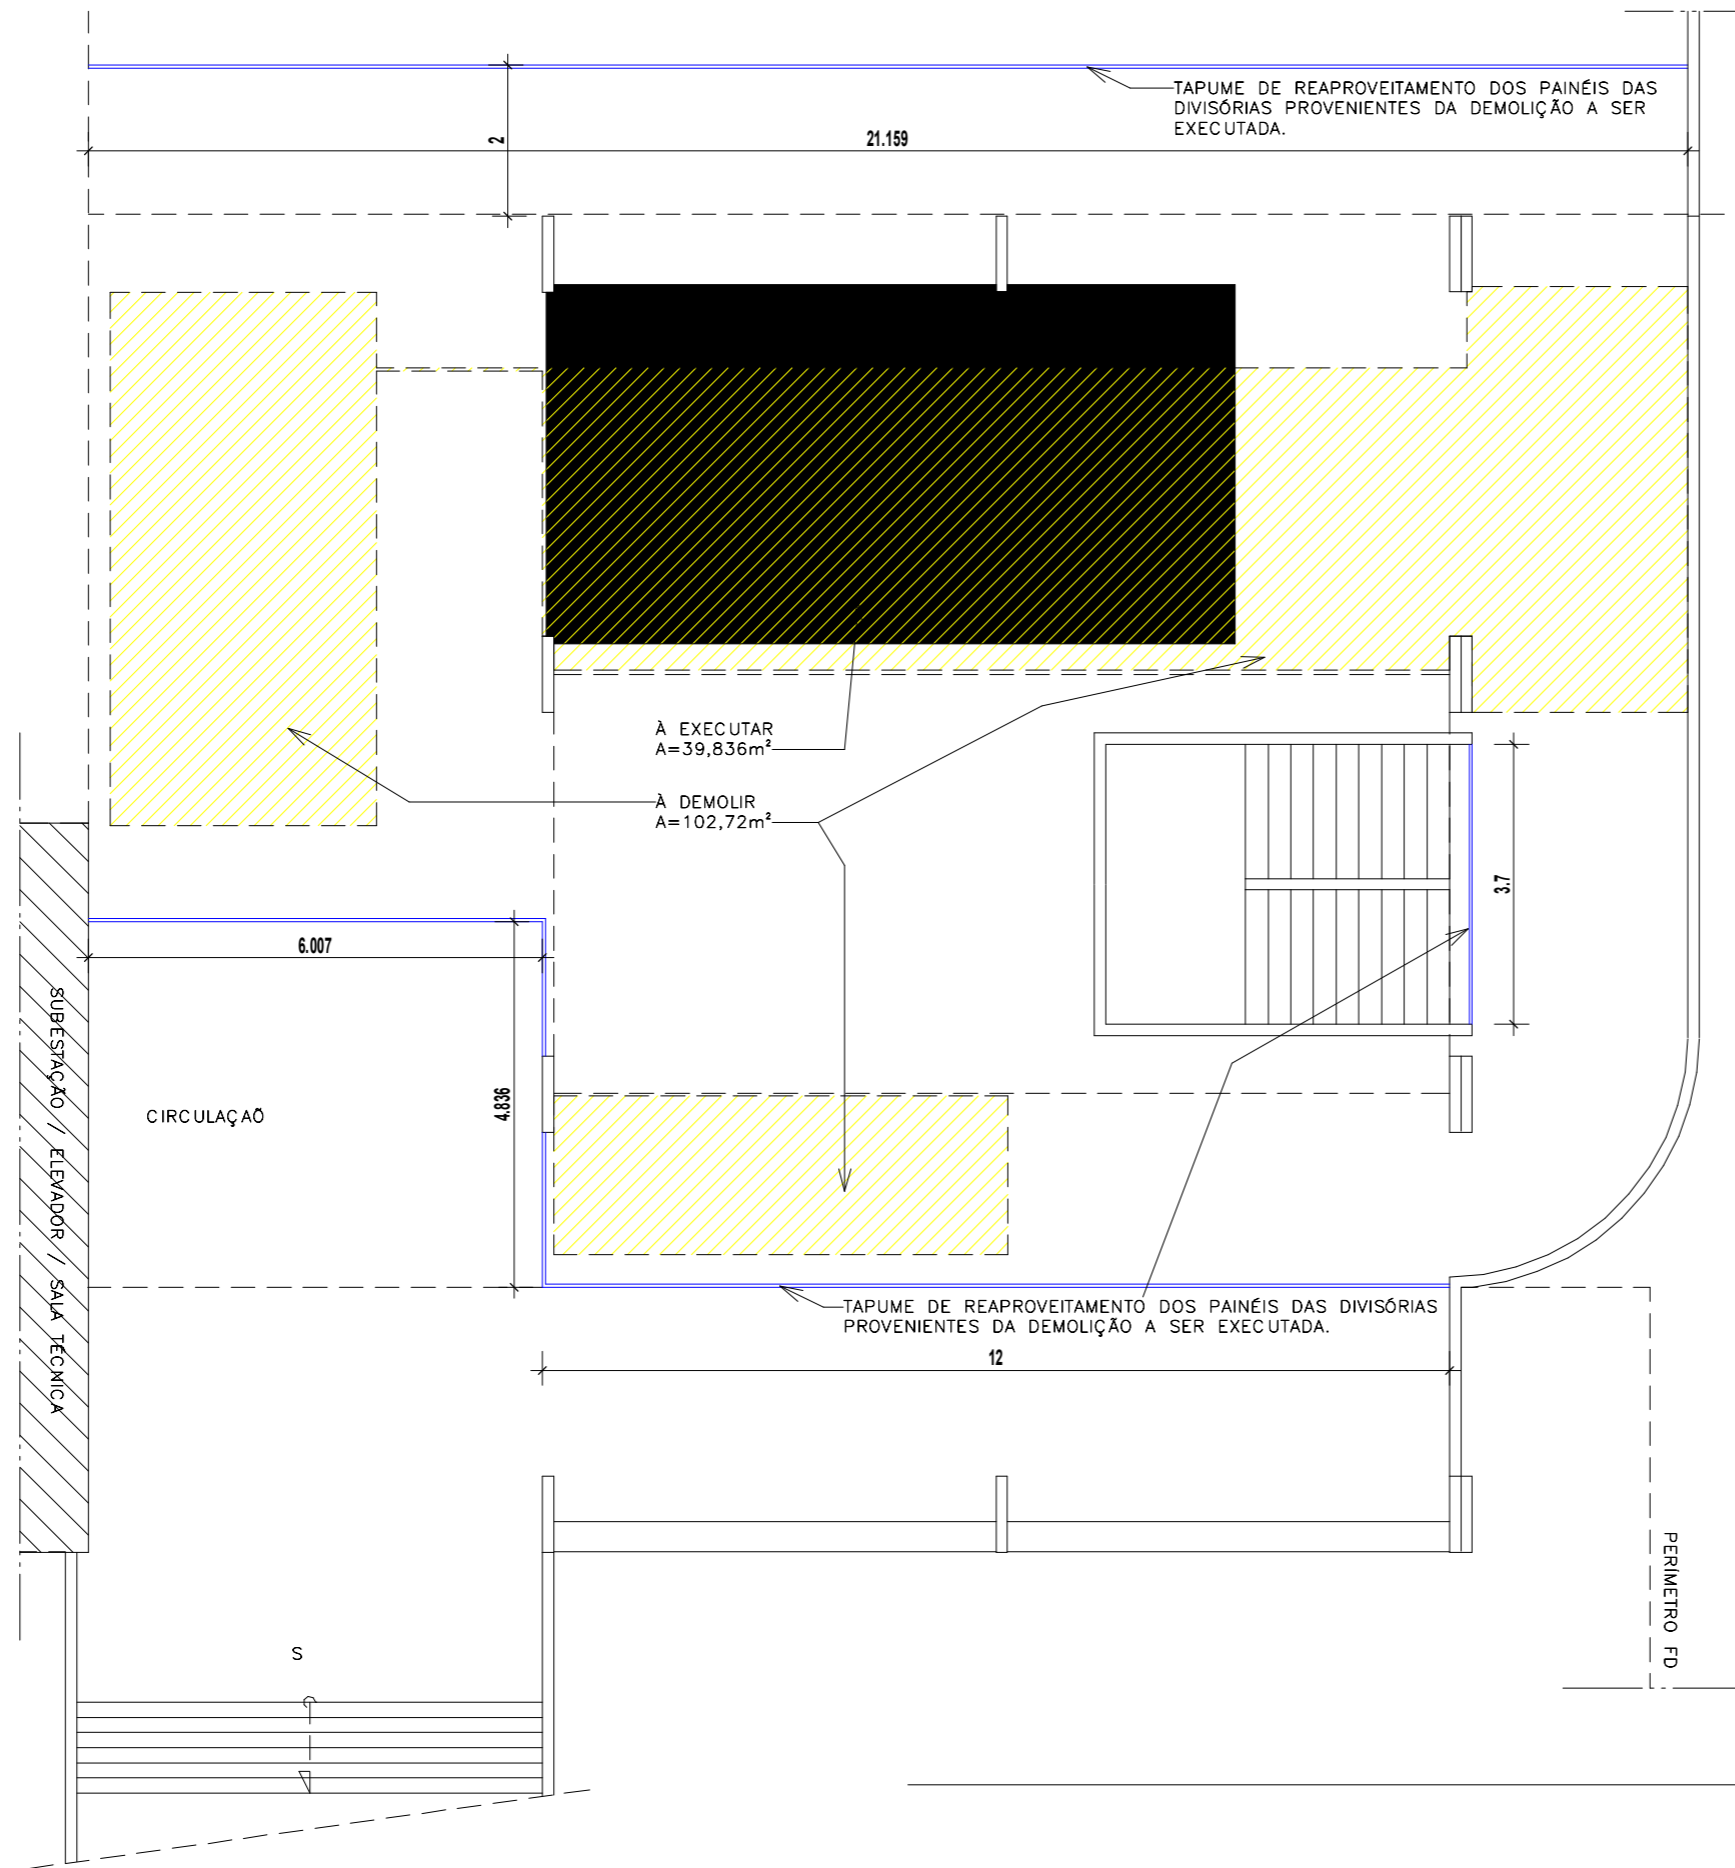 TAPUME DE REAPROVEITAMENTO DOS PAINÉIS DAS
DIVISÓRIAS PROVENIENTES DA DEMOLIÇÃO A SER
EXECUTADA.
2
21.159
À EXECUTAR
A=39,836m²
À DEMOLIR
A=102,72m²
3.7
6.007
4.836
CIRCULAÇAÕ
SUBESTAÇÃO / ELEVADOR / SALA TÉCNICA
TAPUME DE REAPROVEITAMENTO DOS PAINÉIS DAS DIVISÓRIAS
PROVENIENTES DA DEMOLIÇÃO A SER EXECUTADA.
12
PERÍMETRO FD
S